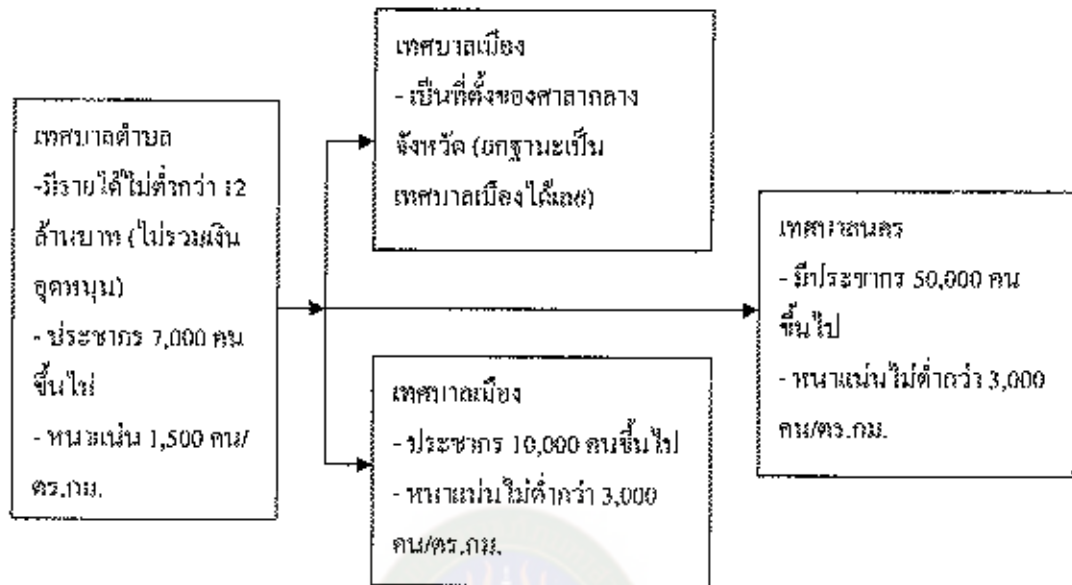 เทศบาลตำบล
-มีรายได้ไม่ต่ำกว่า 12
ล้านบาท (ไม่รวมเงิน
อุดหนุน)
- ประชากร 7,000 คน
ขึ้นไป
- หนาแน่น 1,500 คน/
ตร.กม.
เทศบาลเมือง
- เป็นที่ตั้งของศาลากลาง
จังหวัด (ยกฐานะเป็น
เทศบาลเมืองได้เลย)
เทศบาลเมือง
- ประชากร 10,000 คนขึ้นไป
- หนาแน่นไม่ต่ำกว่า 3,000
คน/ตร.กม.
เทศบาลนคร
- มีประชากร 50,000 คน
ขึ้นไป
- หนาแน่นไม่ต่ำกว่า 3,000
คน/ตร.กม.